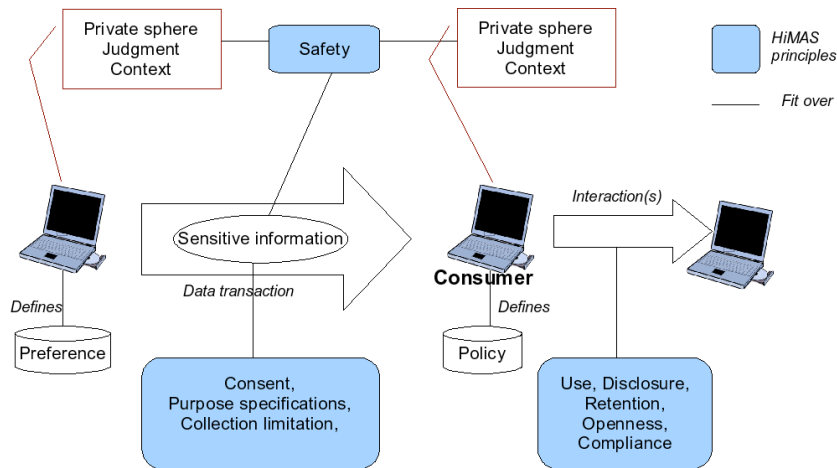 Private sphere
Judgment
Context
Safety
Private sphere
Judgment
Context
HiMAS
principles
Fit over
Interaction(s)
Sensitive information
Consumer
Data transaction
Defines
Defines
Preference
Policy
Consent,
Purpose specifications,
Collection limitation,
Use, Disclosure,
Retention,
Openness,
Compliance